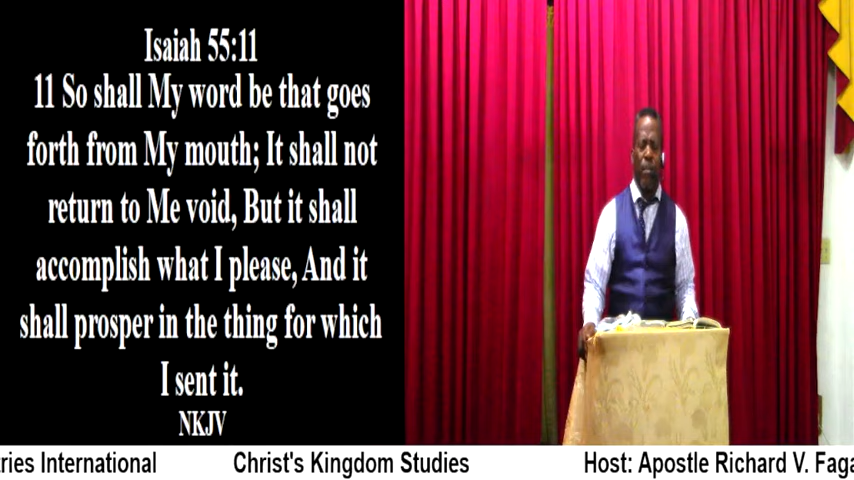 Isaiah 55:11
11 So shall My word be that goes
forth from My mouth; It shall not
return to Me void, But it shall
accomplish what I please, And it
shall prosper in the thing for which
I sent it.
NKJV
tries International Christ's Kingdom Studies Host: Apostle Richard V. Faga